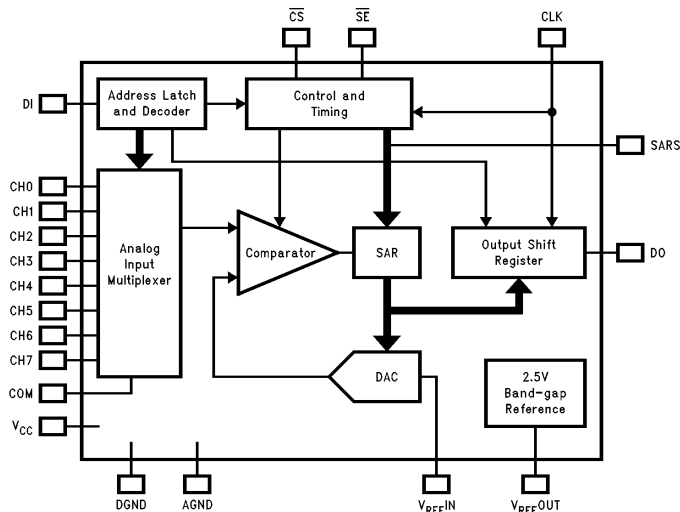 CS
SE
CLK
DI
Address Latch
and Decoder
Control and
Timing
SARS
CH0
CH1
CH2
CH3
CH4
CH5
CH6
CH7
COM
VCC
Analog
Input
Multiplexer
Comparator
SAR
Output Shift
Register
DO
DAC
2.5V
Band-gap
Reference
DGND
AGND
VREFIN
VREFOUT